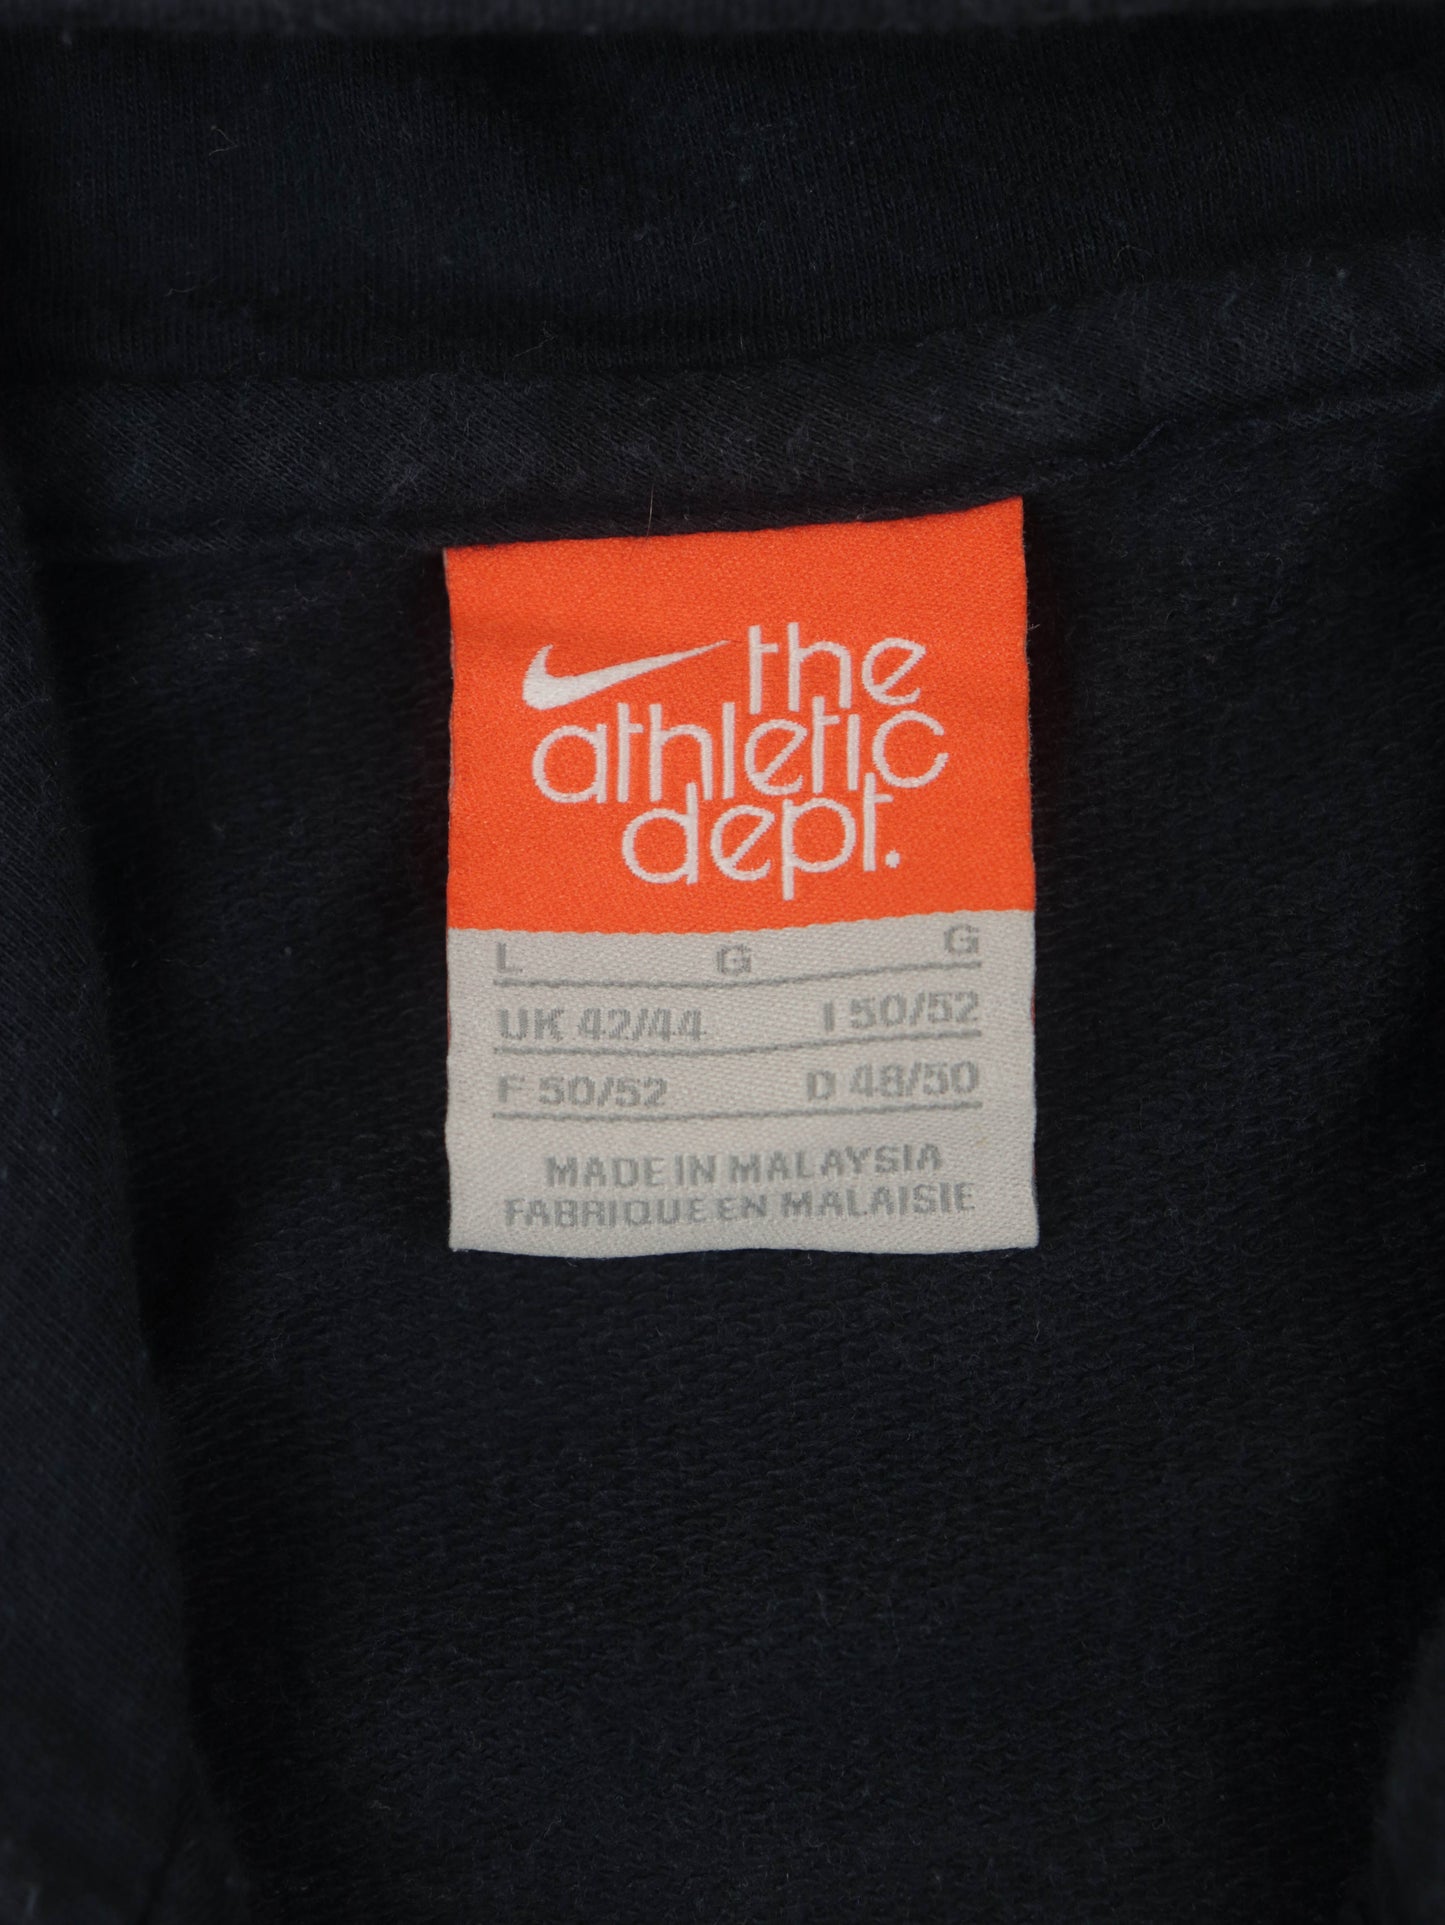 the
athletic
dept.
L G G
UK 42/44 I 50/52
F 50/52 D 48/50
MADE IN MALAYSIA
FABRIQUE EN MALAISIE